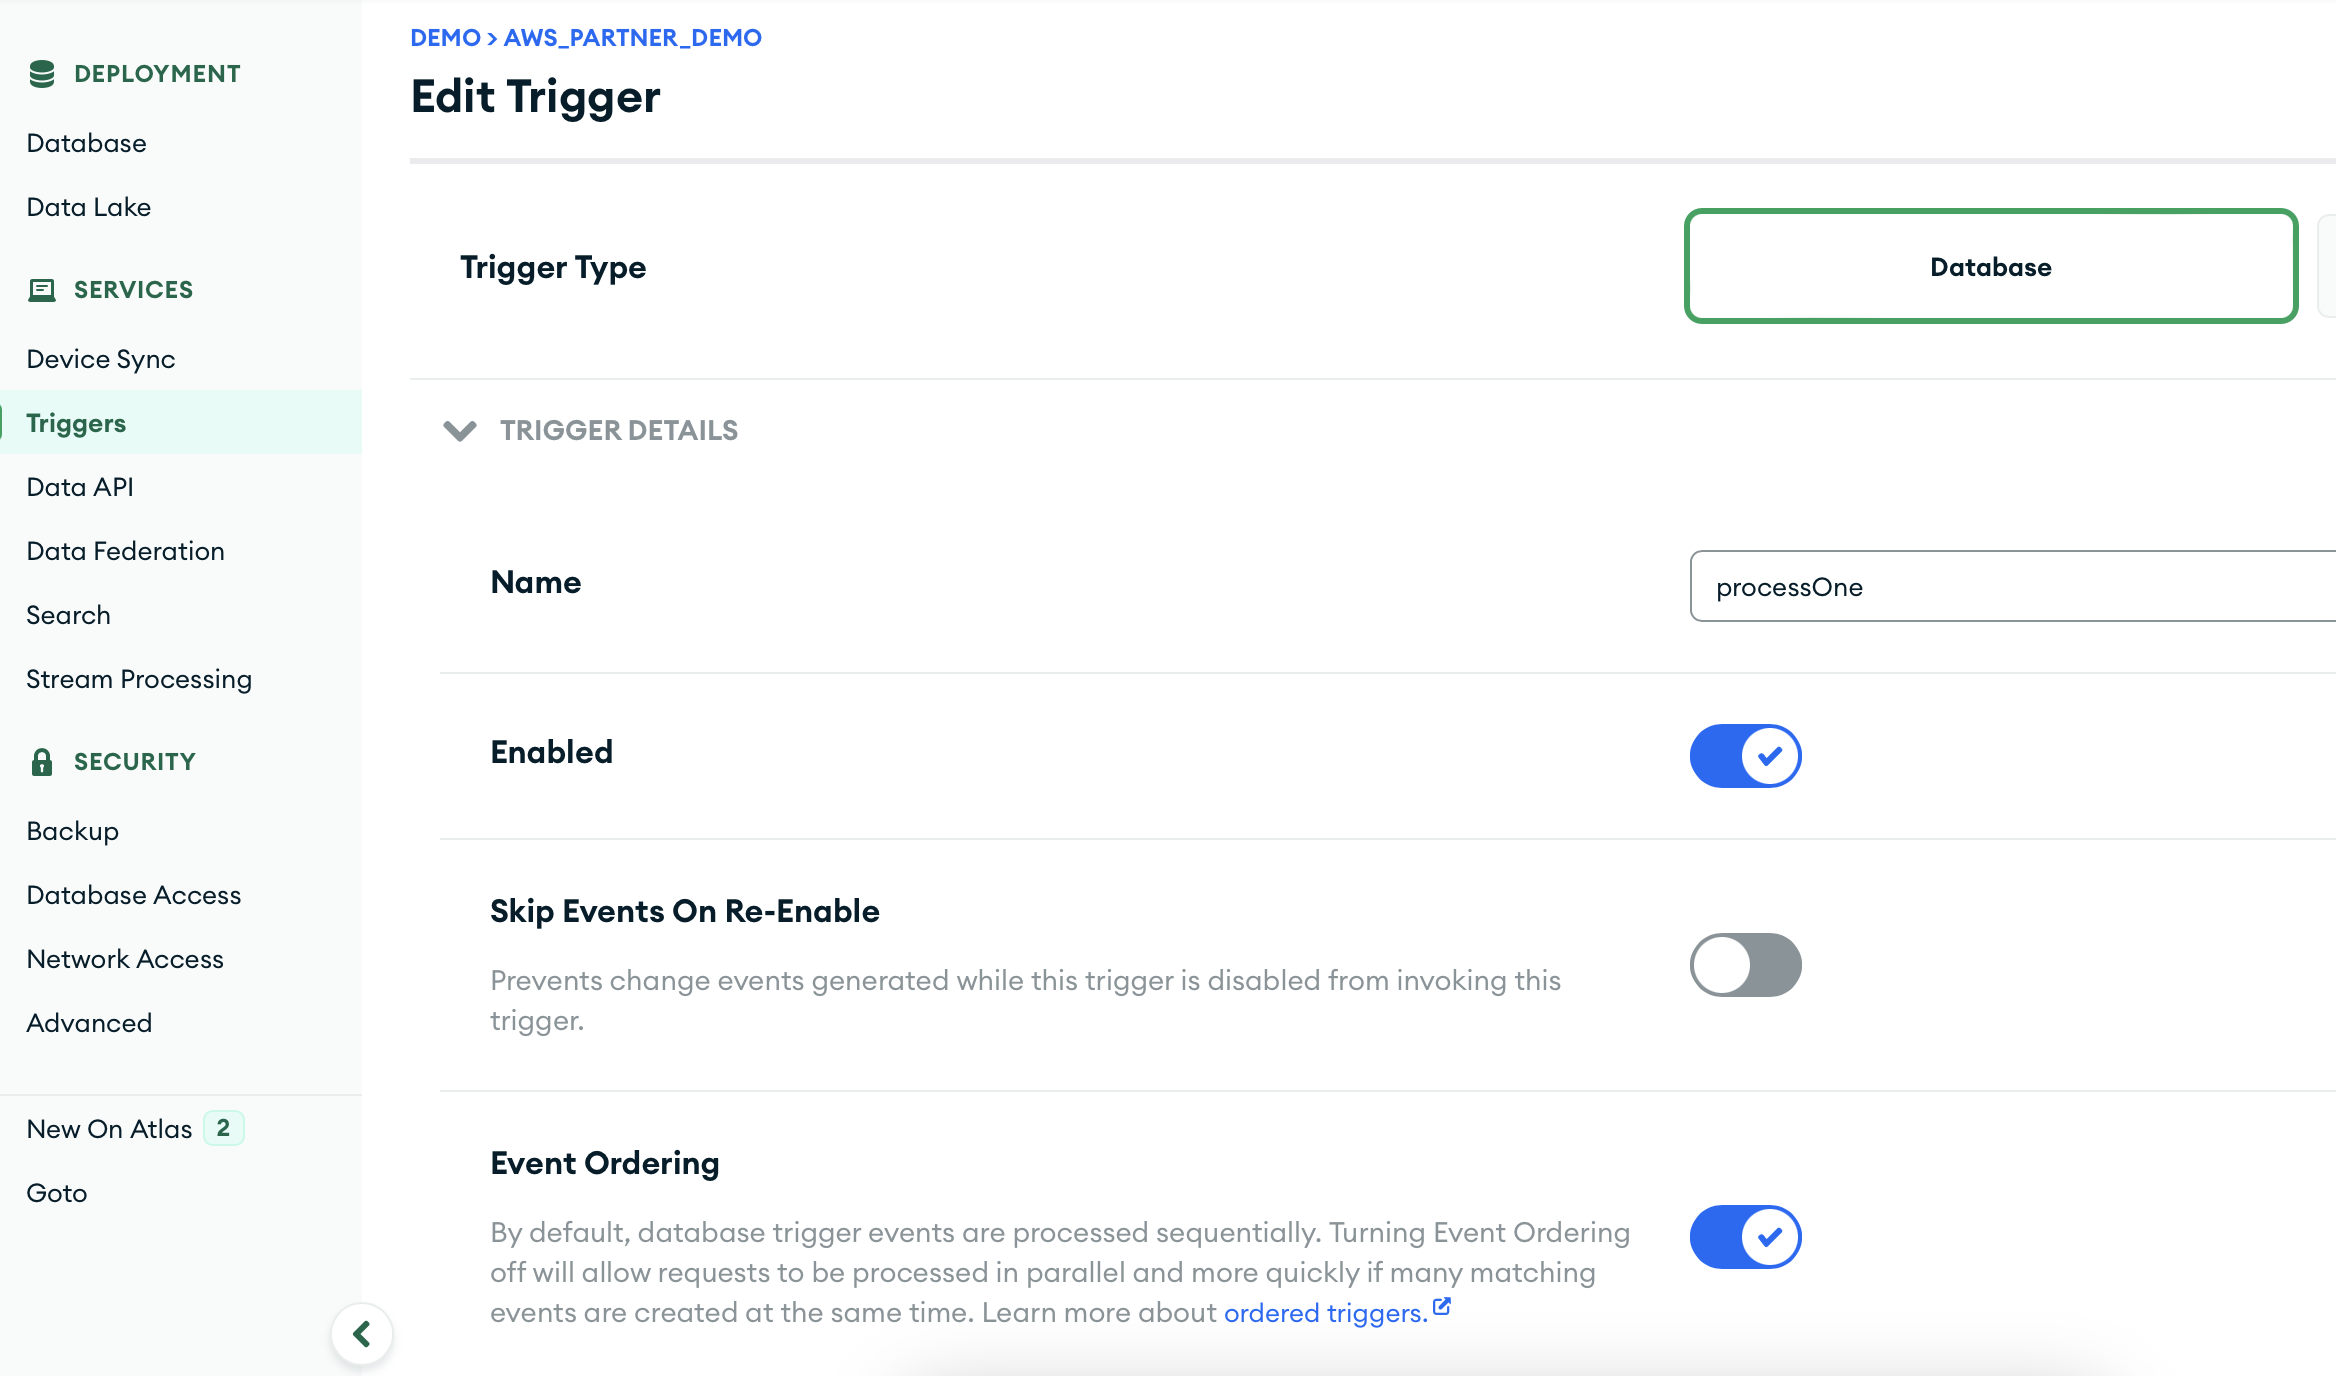 DEPLOYMENT
Database
Data Lake
SERVICES
Device Sync
Triggers
Data API
Data Federation
Search
Stream Processing
SECURITY
Backup
Database Access
Network Access
Advanced
New On Atlas 2
Goto
DEMO > AWS_PARTNER_DEMO
Edit Trigger
Trigger Type
Database
TRIGGER DETAILS
Name
processOne
Enabled
Skip Events On Re-Enable
Prevents change events generated while this trigger is disabled from invoking this
trigger.
Event Ordering
By default, database trigger events are processed sequentially. Turning Event Ordering
off will allow requests to be processed in parallel and more quickly if many matching
events are created at the same time. Learn more about ordered triggers.